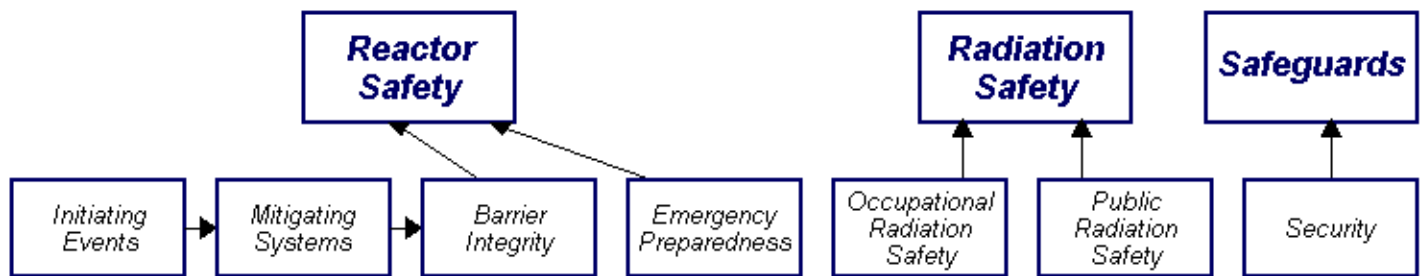 Reactor
Safety
Radiation
Safety
Safeguards
Initiating
Events
Mitigating
Systems
Barrier
Integrity
Emergency
Preparedness
Occupational
Radiation
Safety
Public
Radiation
Safety
Security